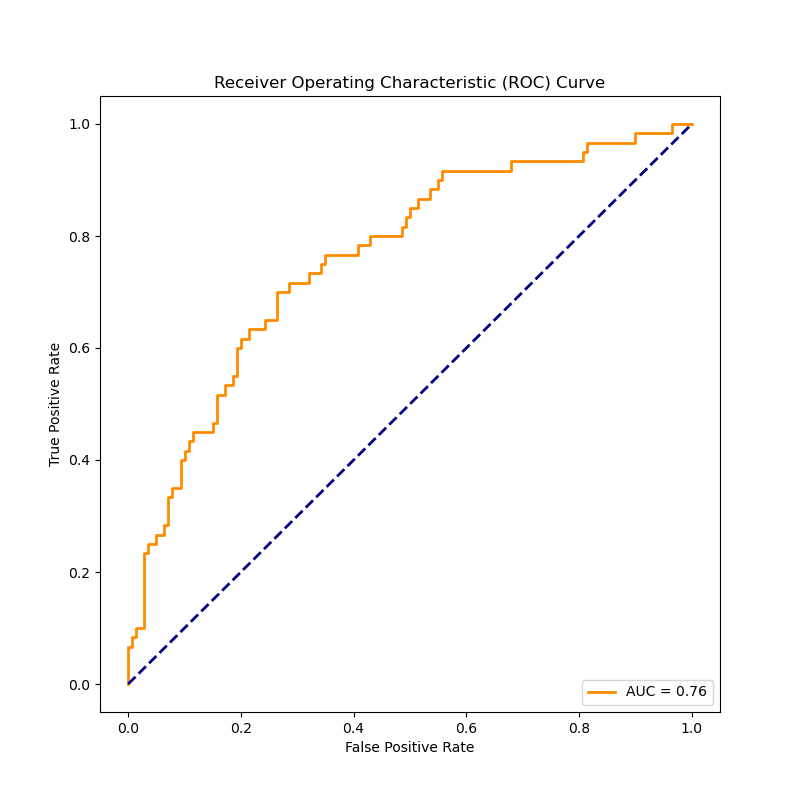 Receiver Operating Characteristic (ROC) Curve
1.0
0.8
0.6
0.4
0.2
0.0
True Positive Rate
AUC = 0.76
0.0 0.2 0.4 0.6 0.8 1.0
False Positive Rate